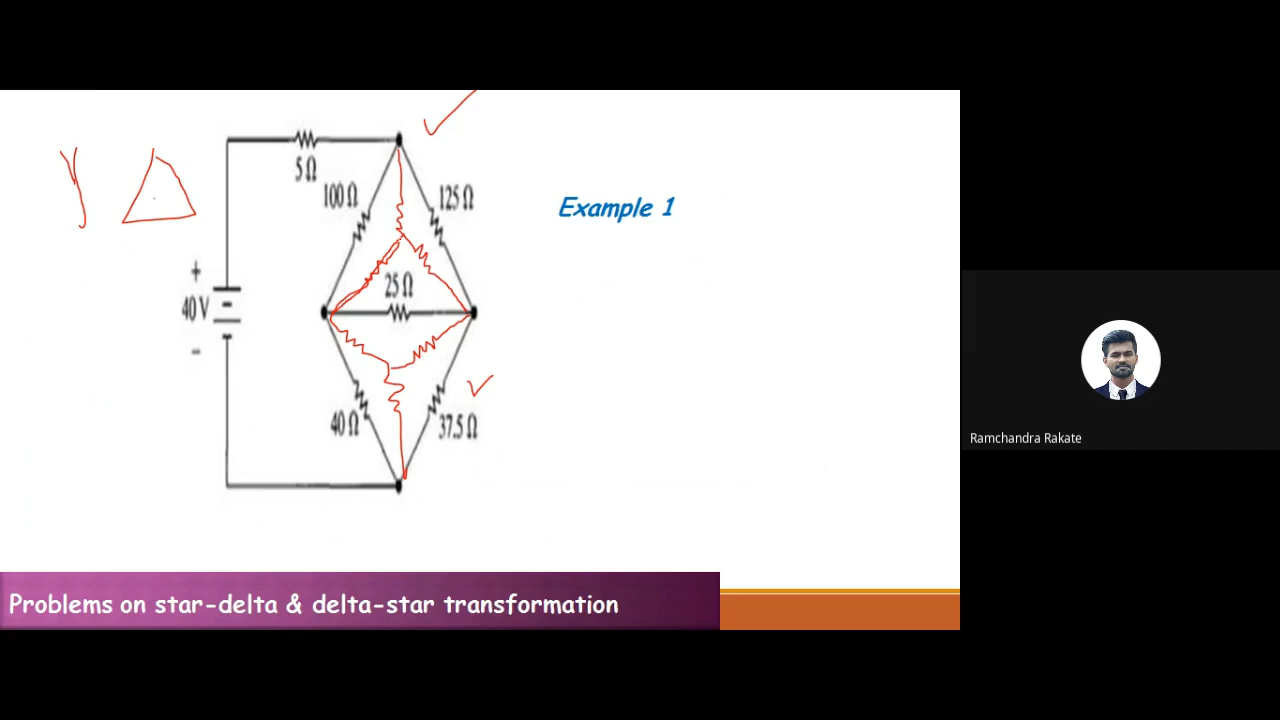 Y Δ
5 Ω
100 Ω
125 Ω
Example 1
+
40 V
-
25 Ω
40 Ω
37.5 Ω
Problems on star-delta & delta-star transformation
Ramchandra Rakate